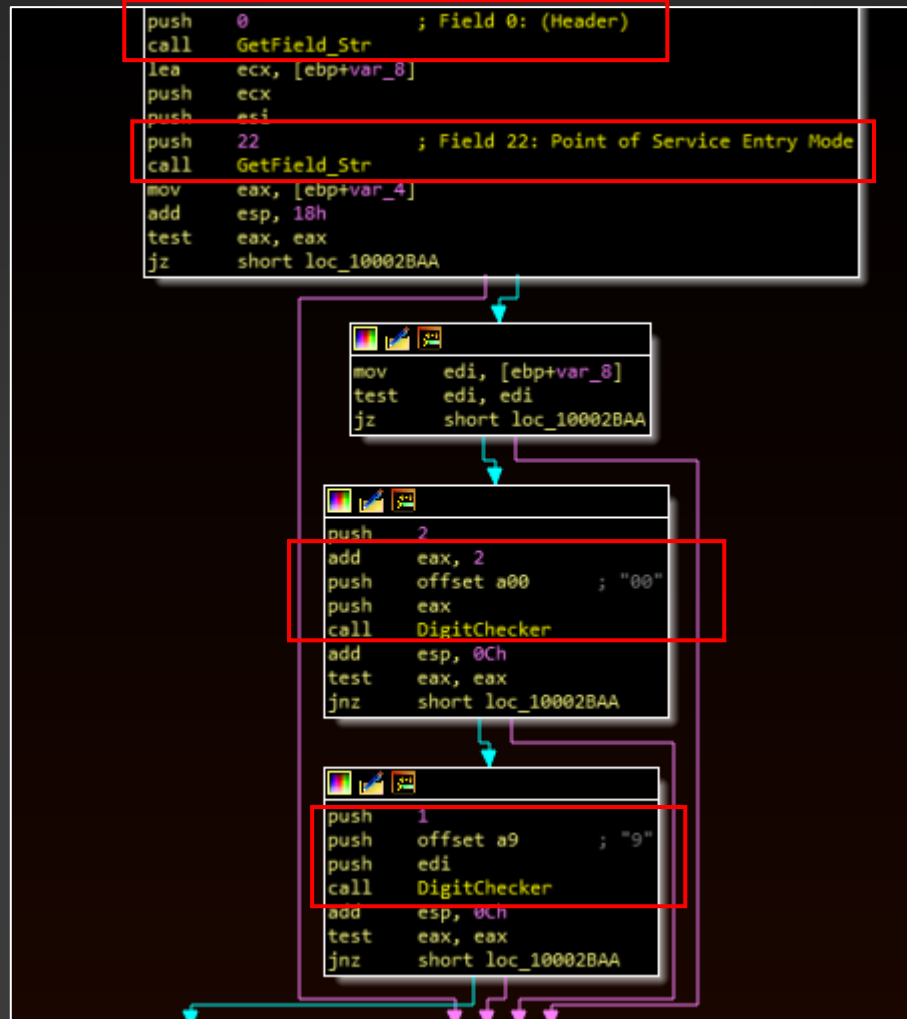 push 0 ; Field 0: (Header)
call GetField_Str
lea ecx, [ebp+var_8]
push ecx
push esi
push 22 ; Field 22: Point of Service Entry Mode
call GetField_Str
mov eax, [ebp+var_4]
add esp, 18h
test eax, eax
jz short loc_10002BAA
mov edi, [ebp+var_8]
test edi, edi
jz short loc_10002BAA
push 2
add eax, 2
push offset a00 ; "00"
push eax
call DigitChecker
add esp, 0Ch
test eax, eax
jnz short loc_10002BAA
push 1
push offset a9 ; "9"
push edi
call DigitChecker
add esp, 0Ch
test eax, eax
jnz short loc_10002BAA